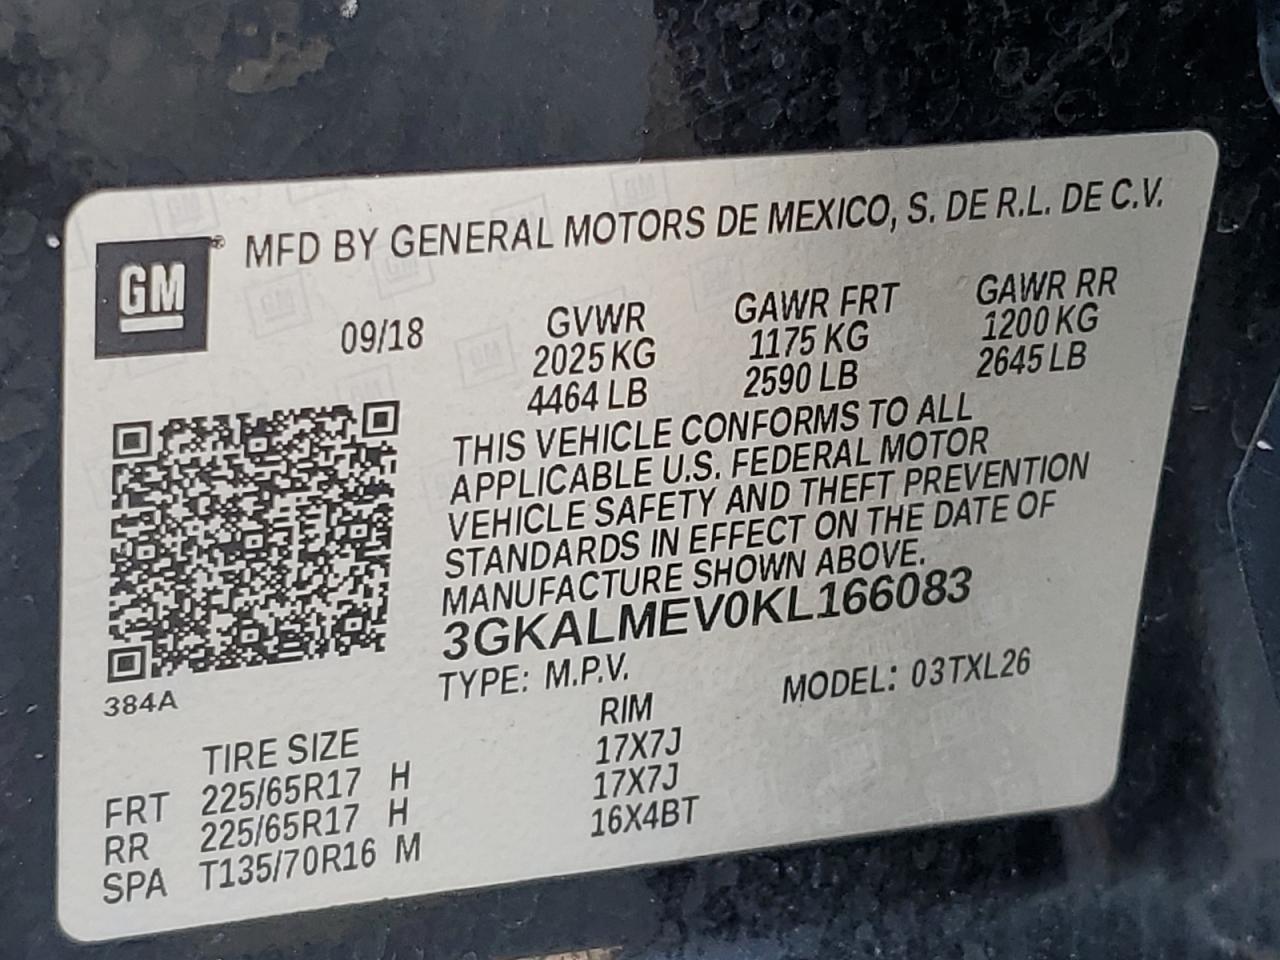 GM ® MFD BY GENERAL MOTORS DE MEXICO, S. DE R.L. DE C.V.
09/18
GVWR GAWR FRT GAWR RR
2025 KG 1175 KG 1200 KG
4464 LB 2590 LB 2645 LB
THIS VEHICLE CONFORMS TO ALL
APPLICABLE U.S. FEDERAL MOTOR
VEHICLE SAFETY AND THEFT PREVENTION
STANDARDS IN EFFECT ON THE DATE OF
MANUFACTURE SHOWN ABOVE.
3GKALMEV0KL166083
TYPE: M.P.V. MODEL: 03TXL26
384A
TIRE SIZE RIM
FRT 225/65R17 H 17X7J
RR 225/65R17 H 17X7J
SPA T135/70R16 M 16X4BT